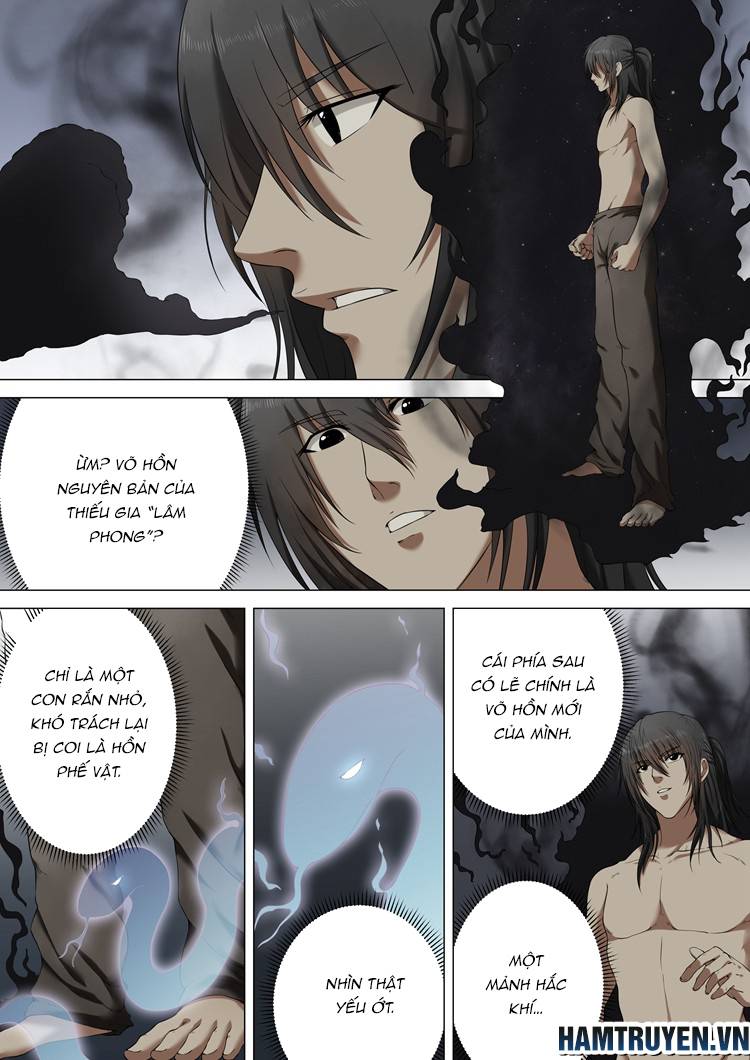 ỪM? VÕ HỒN
NGUYÊN BẢN CỦA
THIẾU GIA "LÂM
PHONG"?
CHỈ LÀ MỘT
CON RẮN NHỎ,
KHÓ TRÁCH LẠI
BỊ COI LÀ HỒN
PHẾ VẬT.
NHÌN THẬT
YẾU ỚT.
CÁI PHÍA SAU
CÓ LẼ CHÍNH LÀ
VÕ HỒN MỚI
CỦA MÌNH.
MỘT
MẢNH HẮC
KHÍ...
HAMTRUYEN.VN